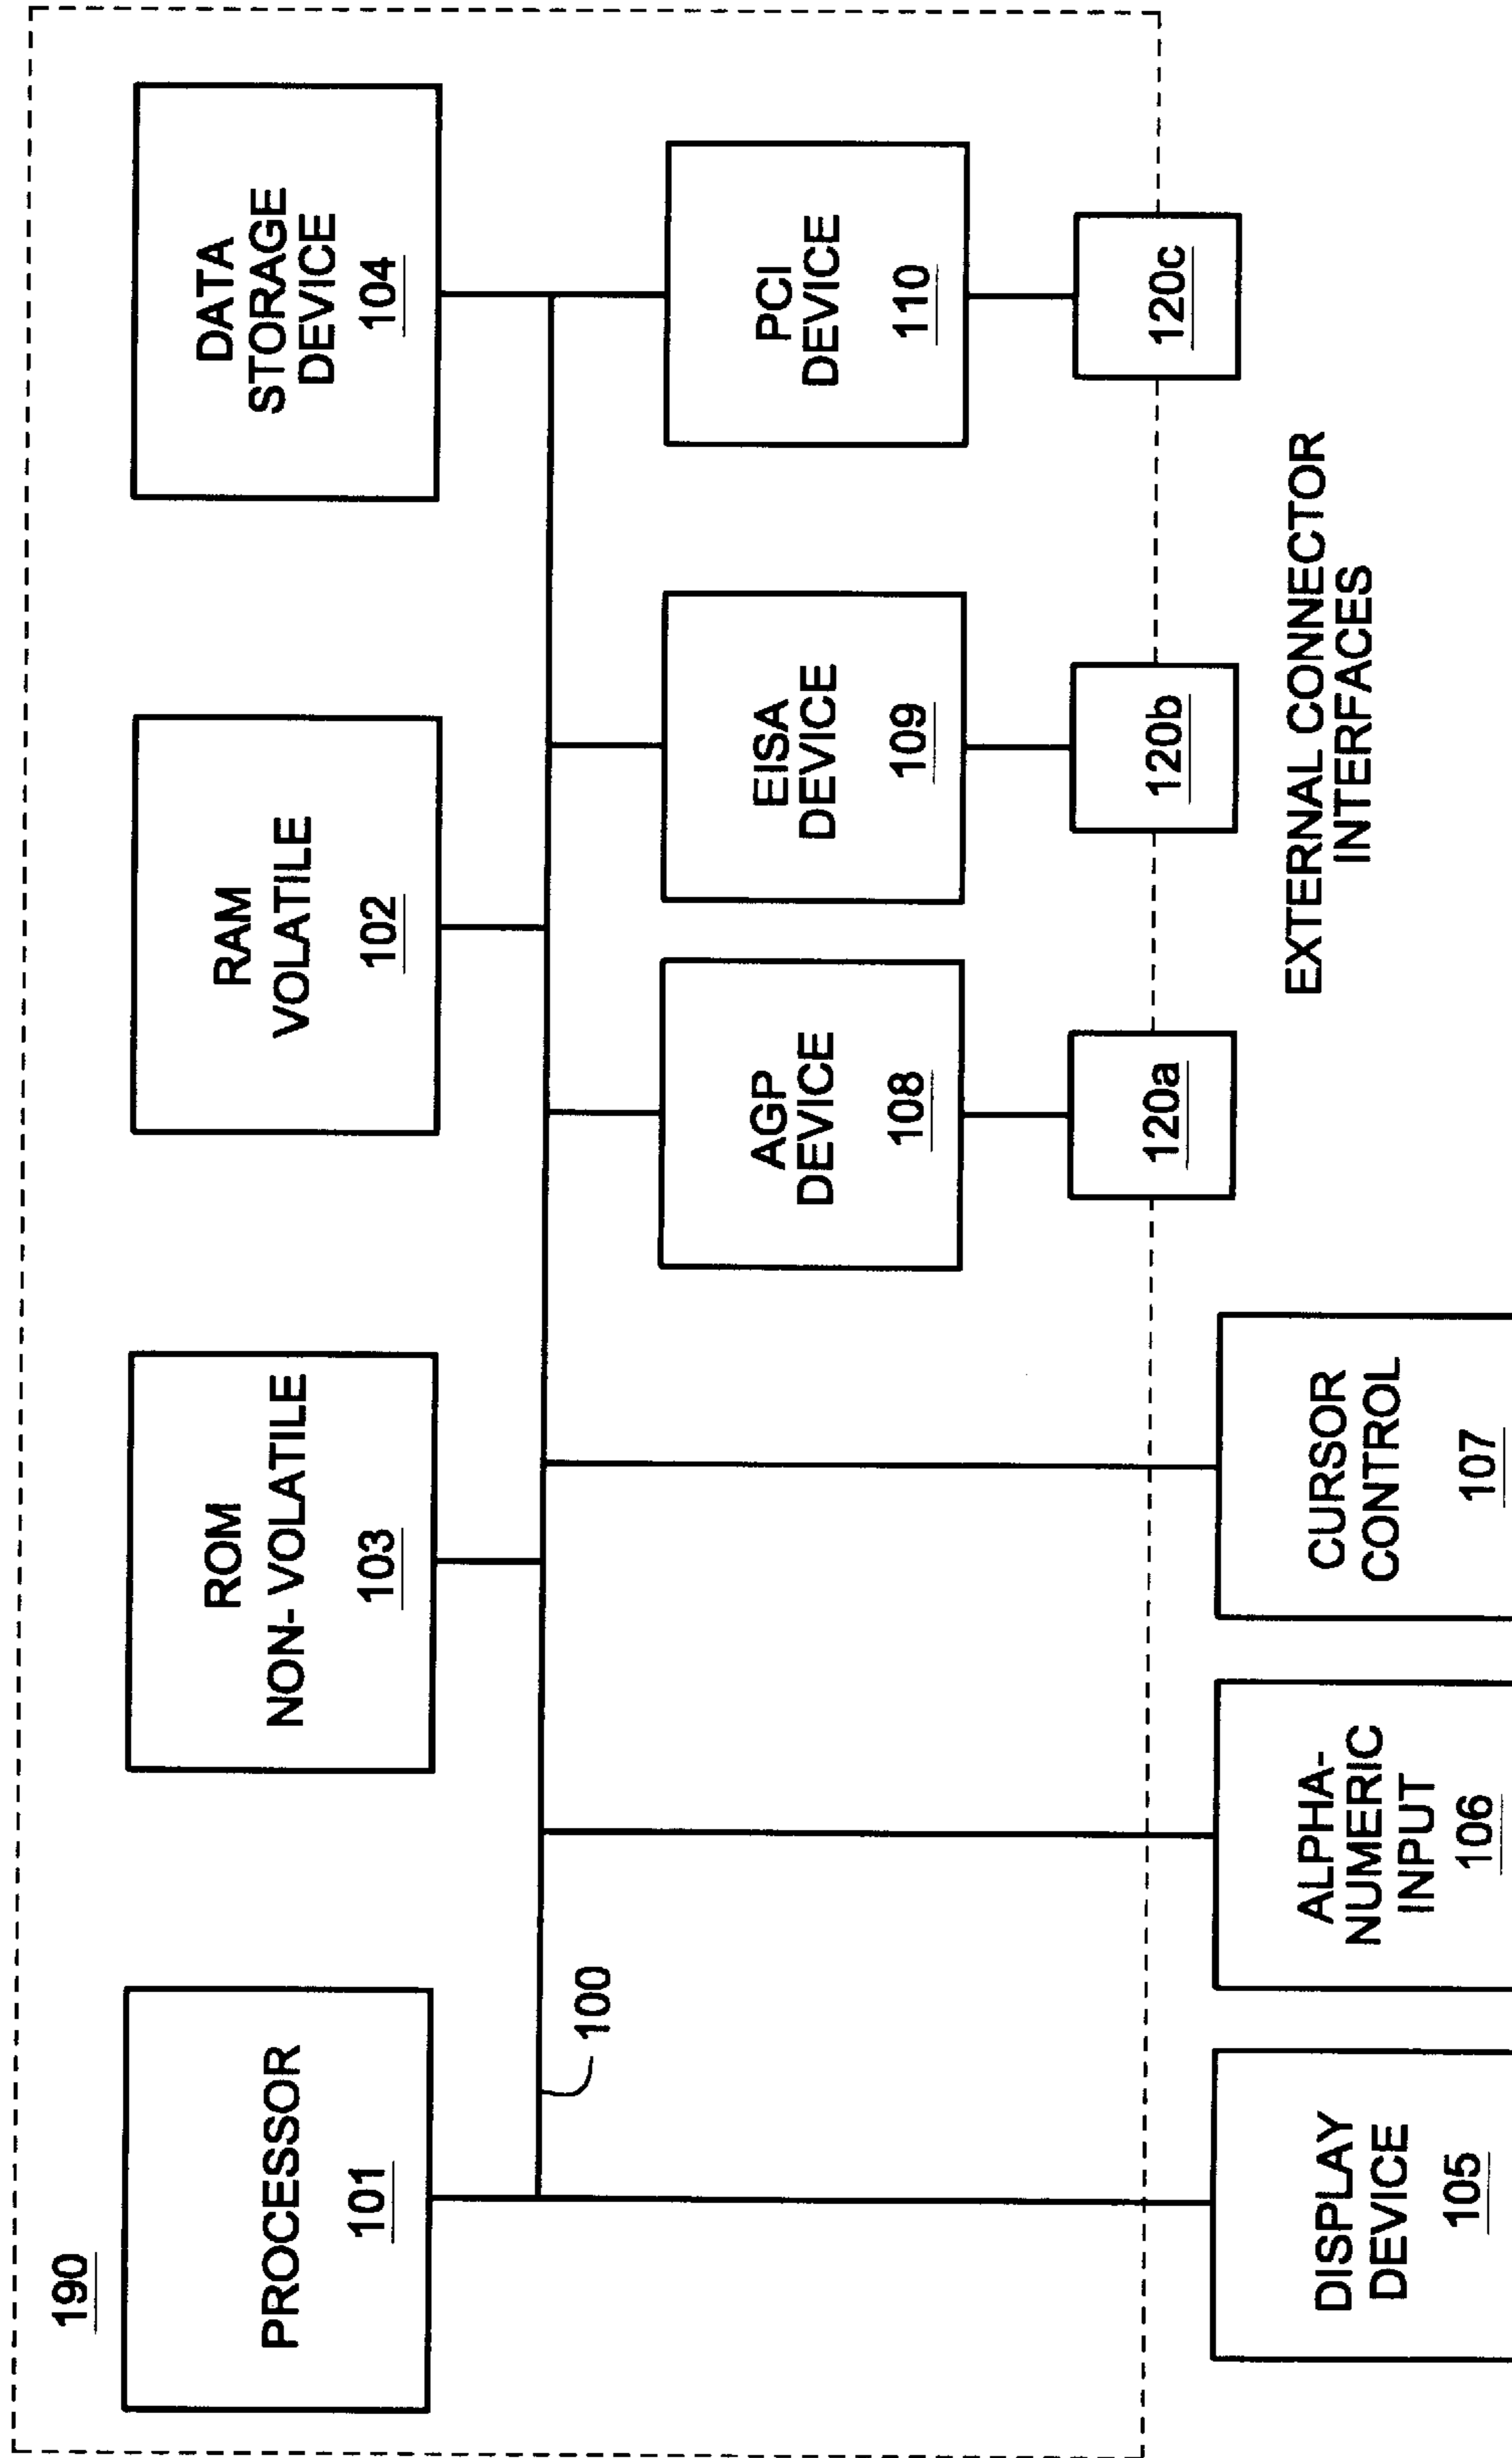 190
PROCESSOR
101
ROM
NON- VOLATILE
103
RAM
VOLATILE
102
DATA
STORAGE
DEVICE
104
100
AGP
DEVICE
108
EISA
DEVICE
109
PCI
DEVICE
110
120a
120b
120c
EXTERNAL CONNECTOR
INTERFACES
DISPLAY
DEVICE
105
ALPHA-
NUMERIC
INPUT
106
CURSOR
CONTROL
107